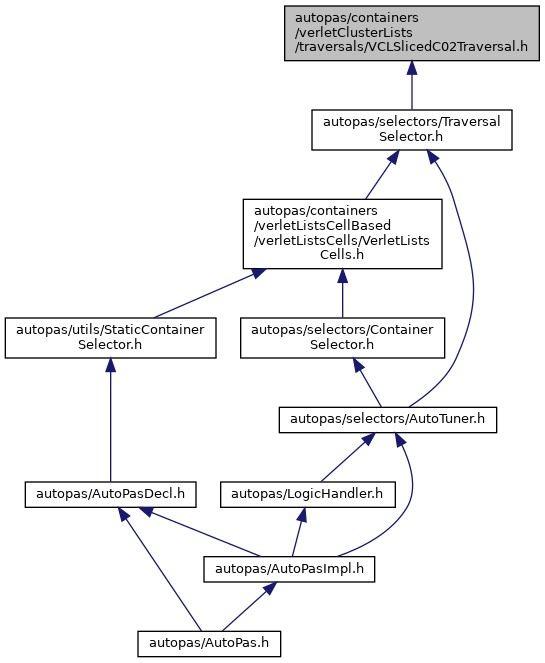 autopas/containers
/verletClusterLists
/traversals/VCLSlicedC02Traversal.h
autopas/selectors/Traversal
Selector.h
autopas/containers
/verletListsCellBased
/verletListsCells/VerletLists
Cells.h
autopas/utils/StaticContainer
Selector.h
autopas/selectors/Container
Selector.h
autopas/selectors/AutoTuner.h
autopas/AutoPasDecl.h
autopas/LogicHandler.h
autopas/AutoPasImpl.h
autopas/AutoPas.h